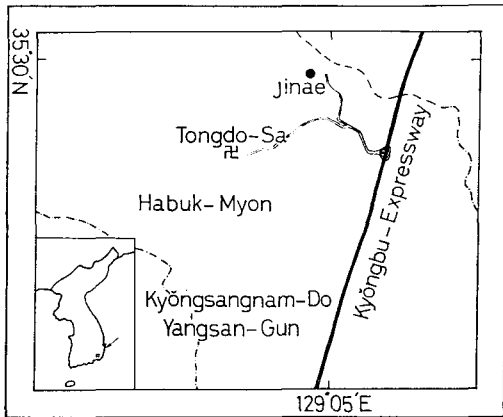 35°30′N
Jinae
Tongdo-Sa
卍
Habuk-Myon
Kyŏngbu-Expressway
Kyŏngsangnam-Do
Yangsan-Gun
129°05′E